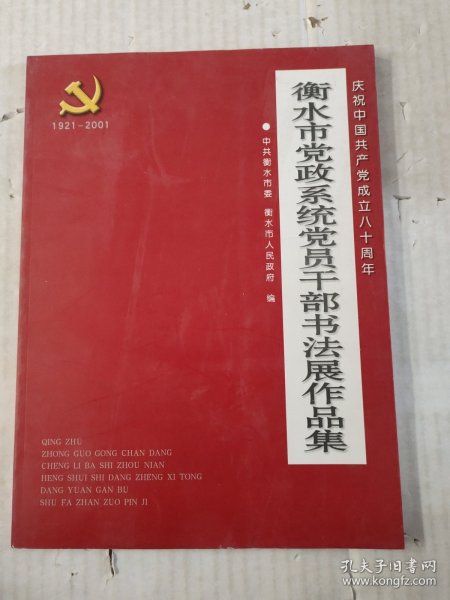 1921-2001
庆祝中国共产党成立八十周年
衡水市党政系统党员干部书法展作品集
●中共衡水市委 衡水市人民政府 编
QING ZHU
ZHONG GUO GONG CHAN DANG
CHENG LI BA SHI ZHOU NIAN
HENG SHUI SHI DANG ZHENG XI TONG
DANG YUAN GAN BU
SHU FA ZHAN ZUO PIN JI
孔夫子旧书网
www.kongfz.com